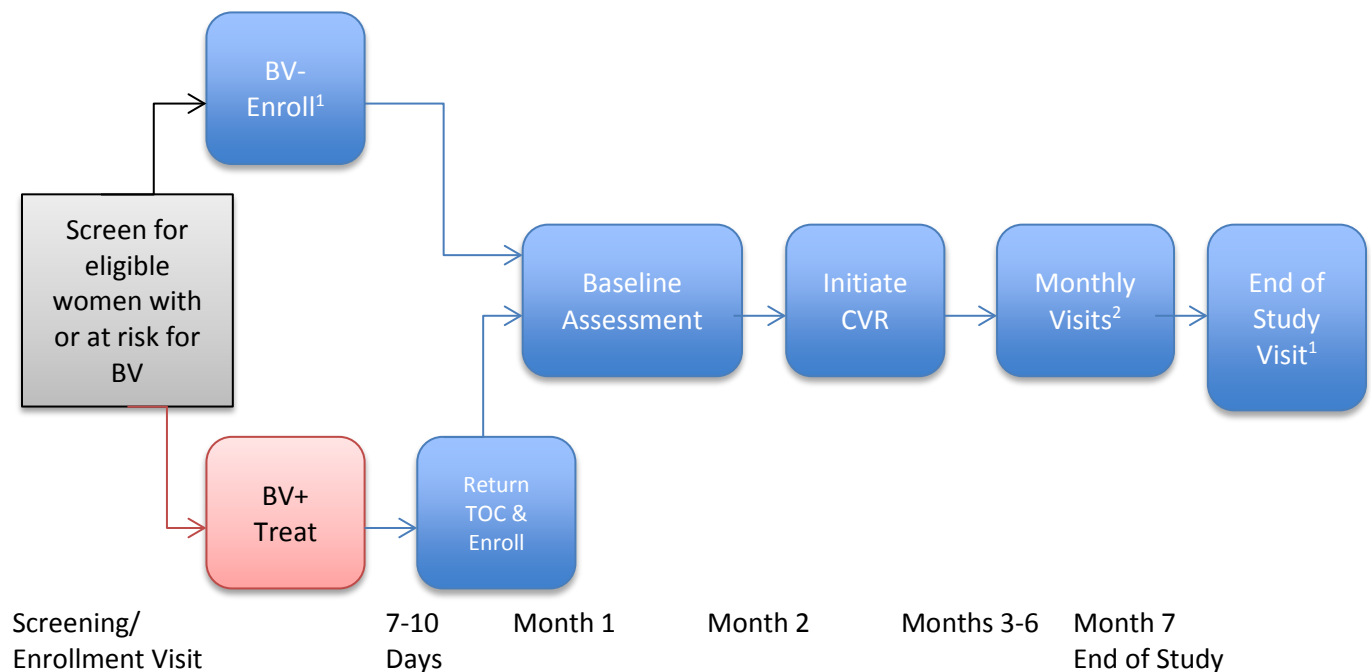 BV-
Enroll¹
Screen for
eligible
women with
or at risk for
BV
Baseline
Assessment
Initiate
CVR
Monthly
Visits²
End of
Study
Visit¹
BV+
Treat
Return
TOC &
Enroll
Screening/
Enrollment Visit
7-10
Days
Month 1
Month 2
Months 3-6
Month 7
End of Study